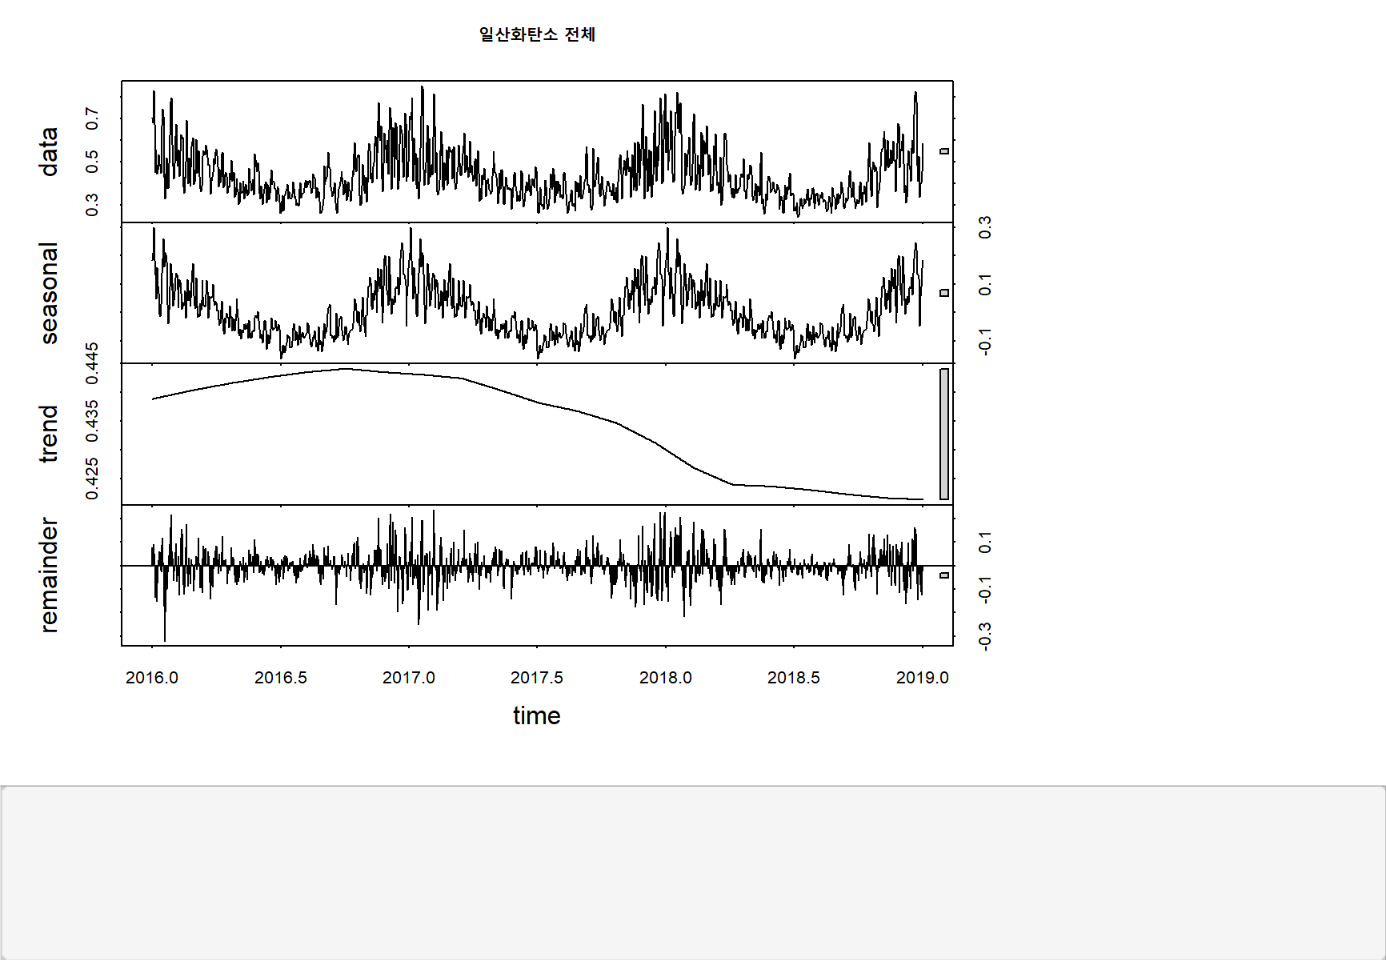 일산화탄소 전체
data
0.3 0.5 0.7
seasonal
-0.1 0.1 0.3
trend
0.425 0.435 0.445
remainder
-0.3 -0.1 0.1
2016.0 2016.5 2017.0 2017.5 2018.0 2018.5 2019.0
time